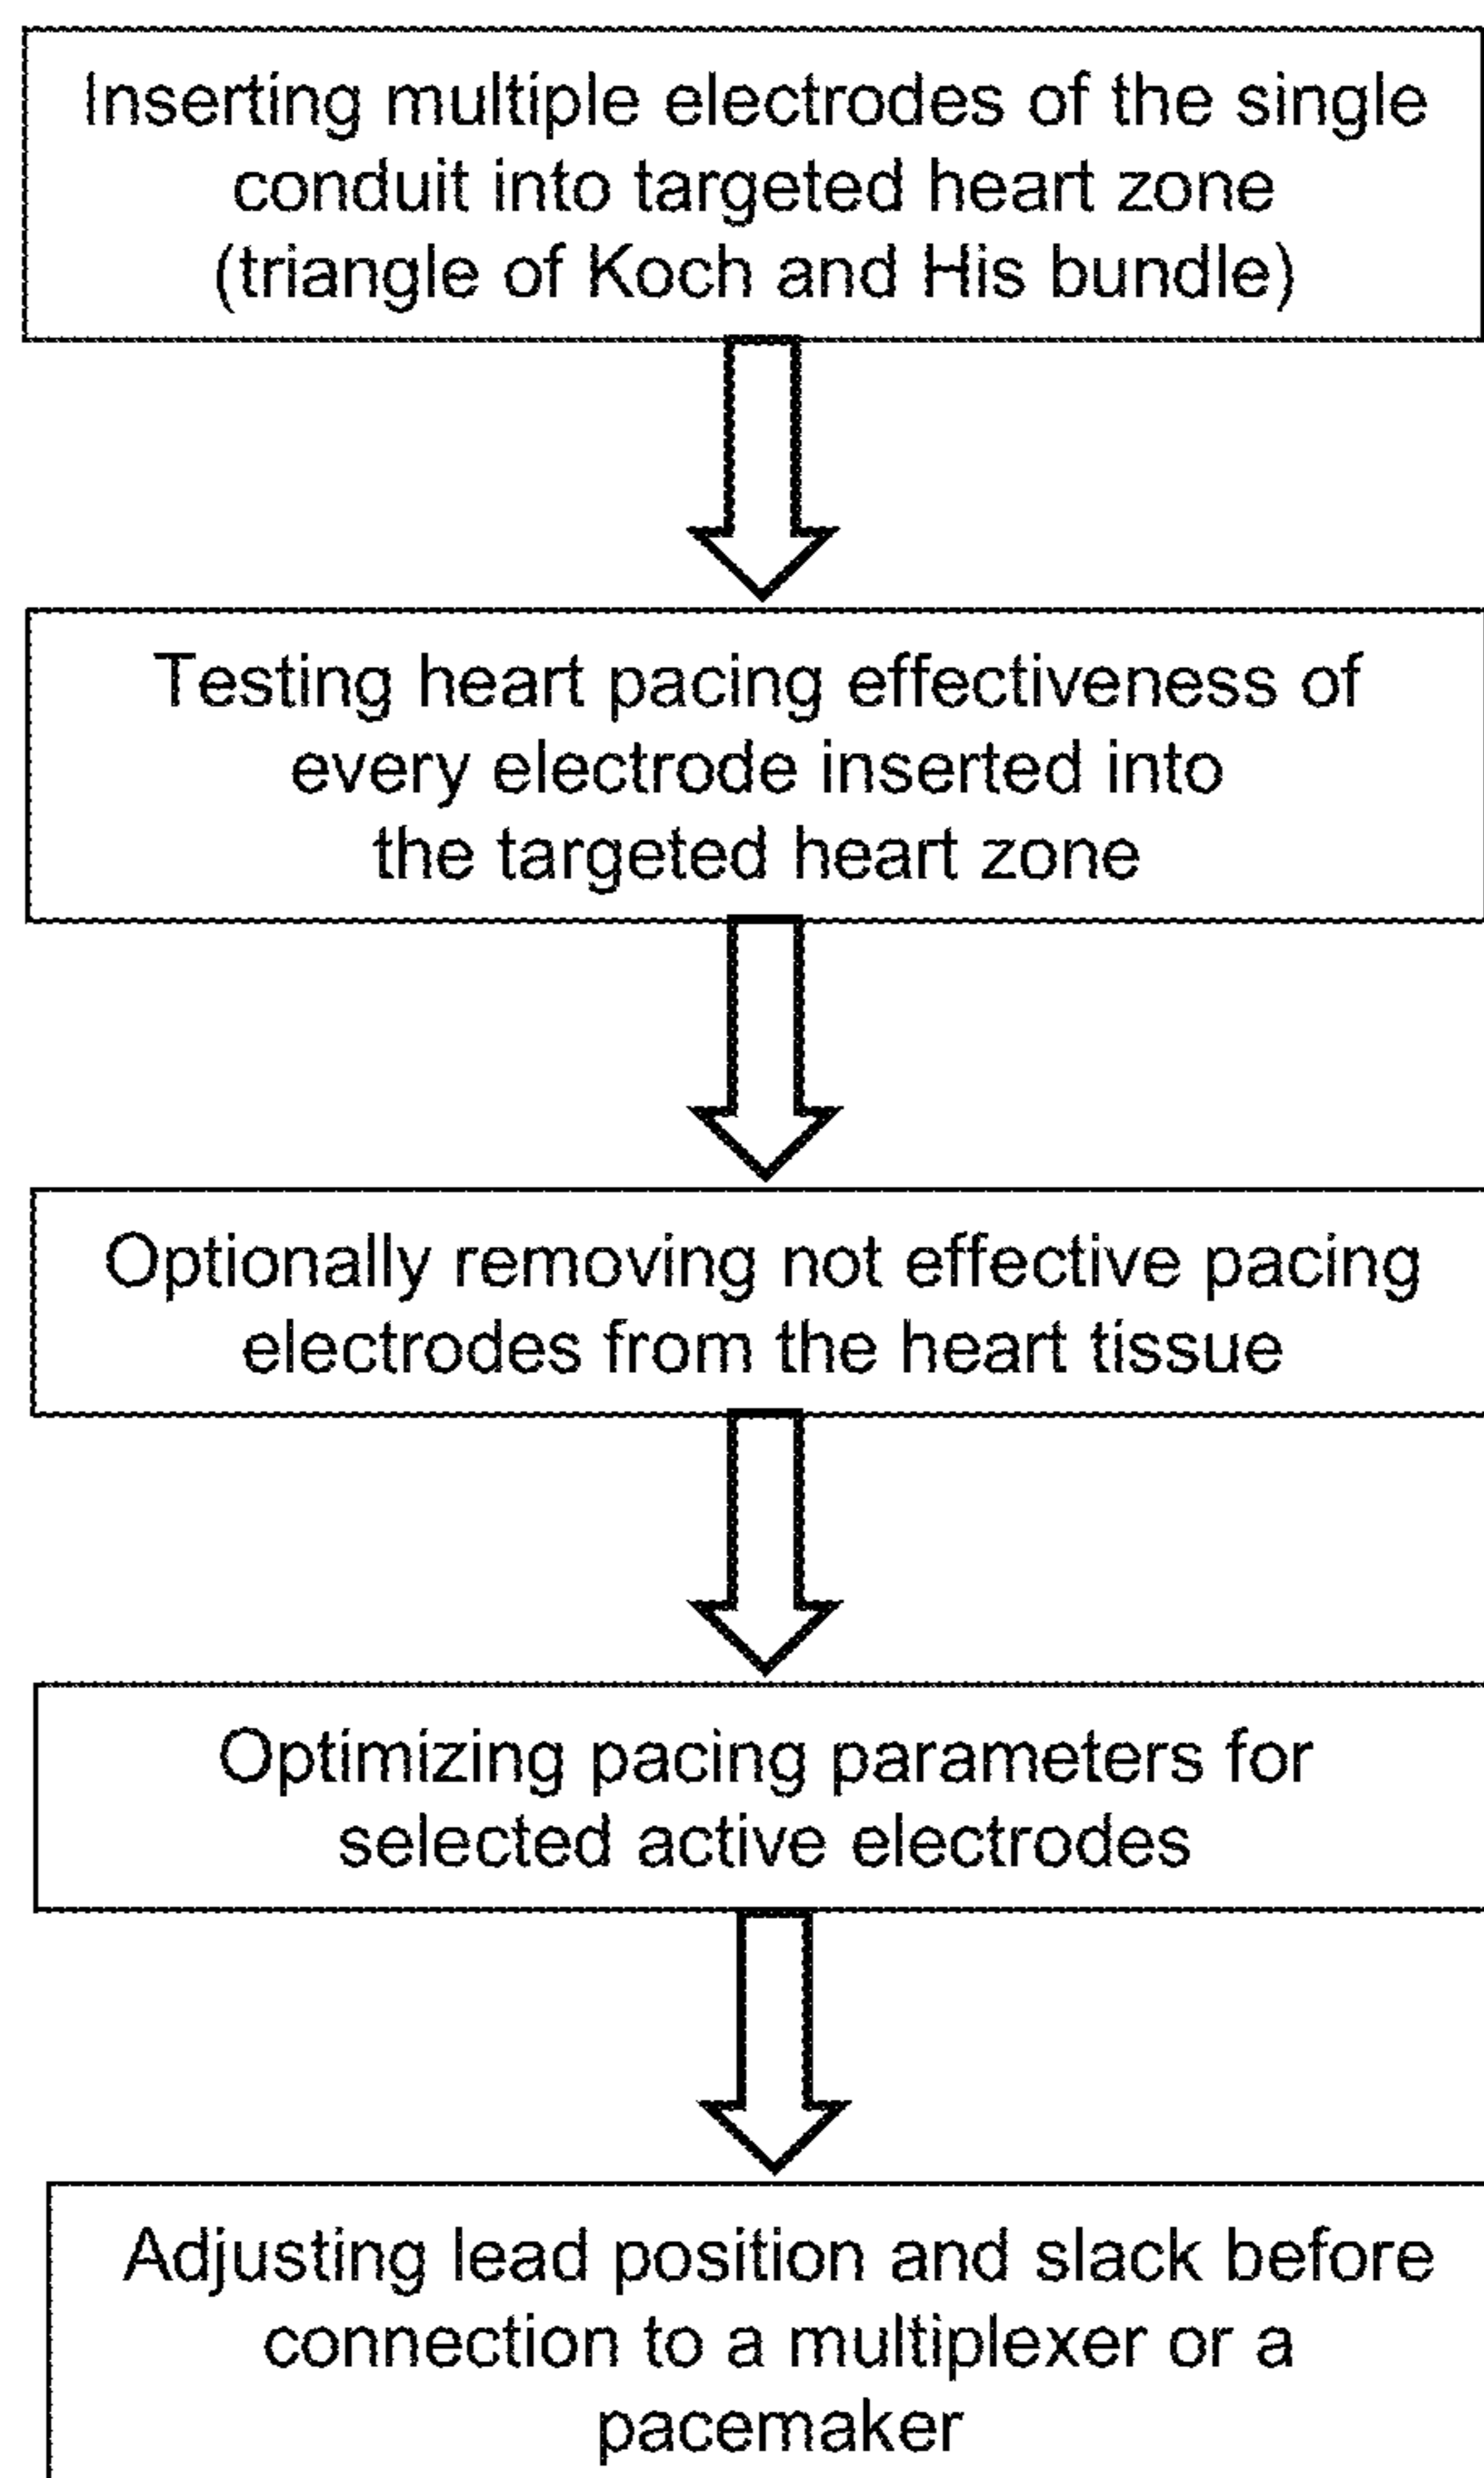 Inserting multiple electrodes of the single
conduit into targeted heart zone
(triangle of Koch and His bundle)
Testing heart pacing effectiveness of
every electrode inserted into
the targeted heart zone
Optionally removing not effective pacing
electrodes from the heart tissue
Optimizing pacing parameters for
selected active electrodes
Adjusting lead position and slack before
connection to a multiplexer or a
pacemaker